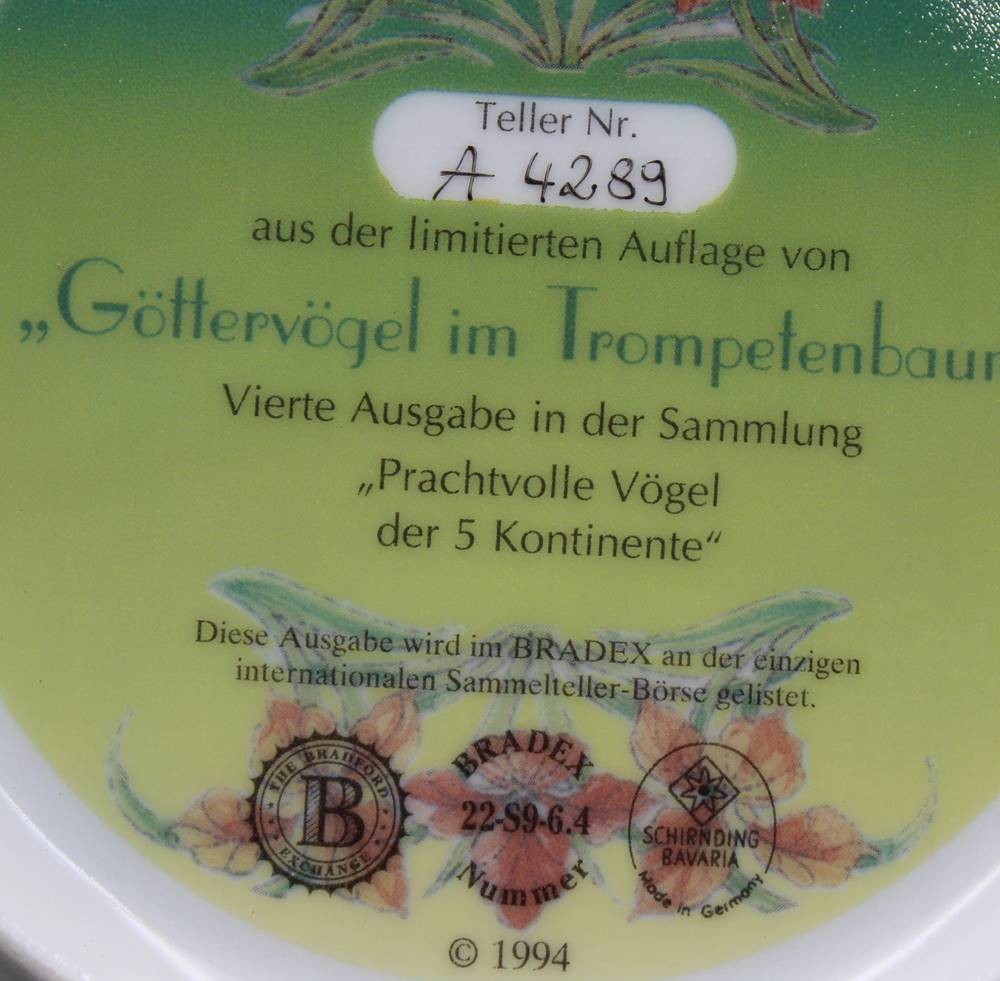 Teller Nr.
A 4289
aus der limitierten Auflage von
„Göttervögel im Trompetenbaum
Vierte Ausgabe in der Sammlung
„Prachtvolle Vögel
der 5 Kontinente“
Diese Ausgabe wird im BRADEX an der einzigen
internationalen Sammelteller-Börse gelistet.
THE BRADFORD
B
EXCHANGE
BRADEX
22-S9-6.4
Nummer
SCHIRNDING
BAVARIA
Made in Germany
© 1994